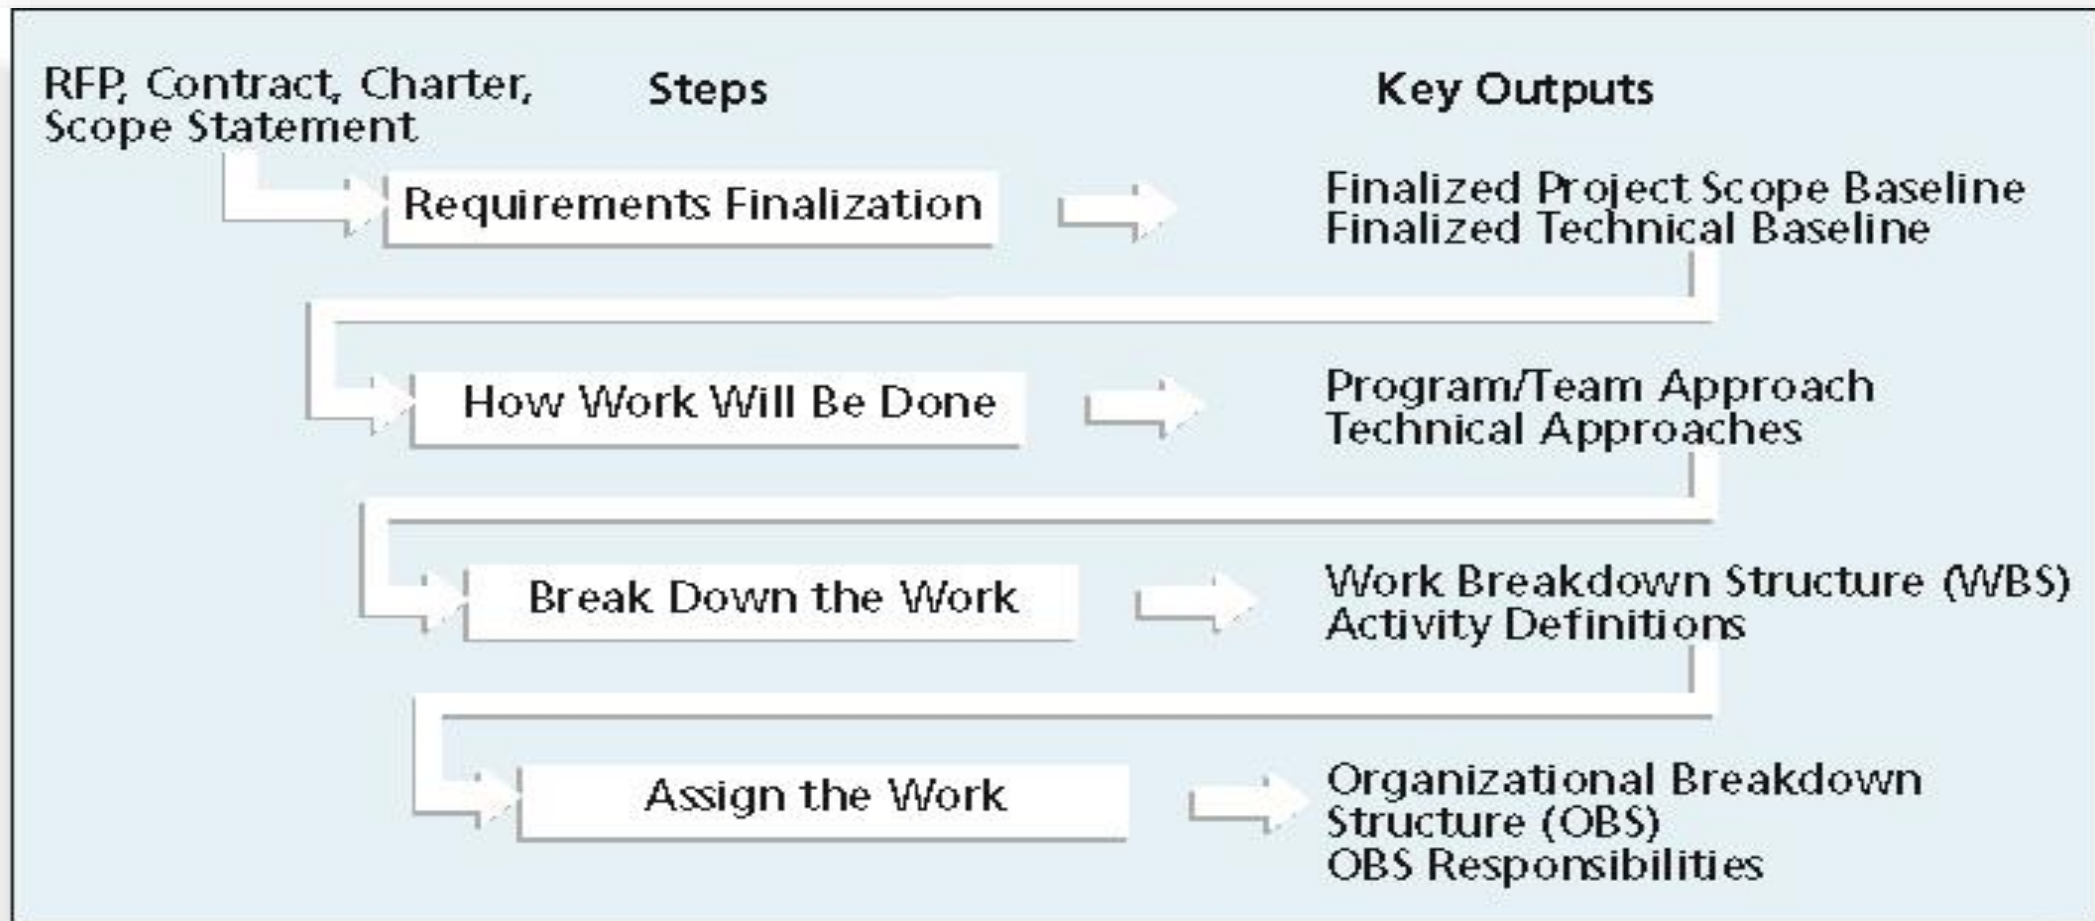 RFP, Contract, Charter,
Scope Statement
Steps
Key Outputs
Requirements Finalization
Finalized Project Scope Baseline
Finalized Technical Baseline
How Work Will Be Done
Program/Team Approach
Technical Approaches
Break Down the Work
Work Breakdown Structure (WBS)
Activity Definitions
Assign the Work
Organizational Breakdown
Structure (OBS)
OBS Responsibilities